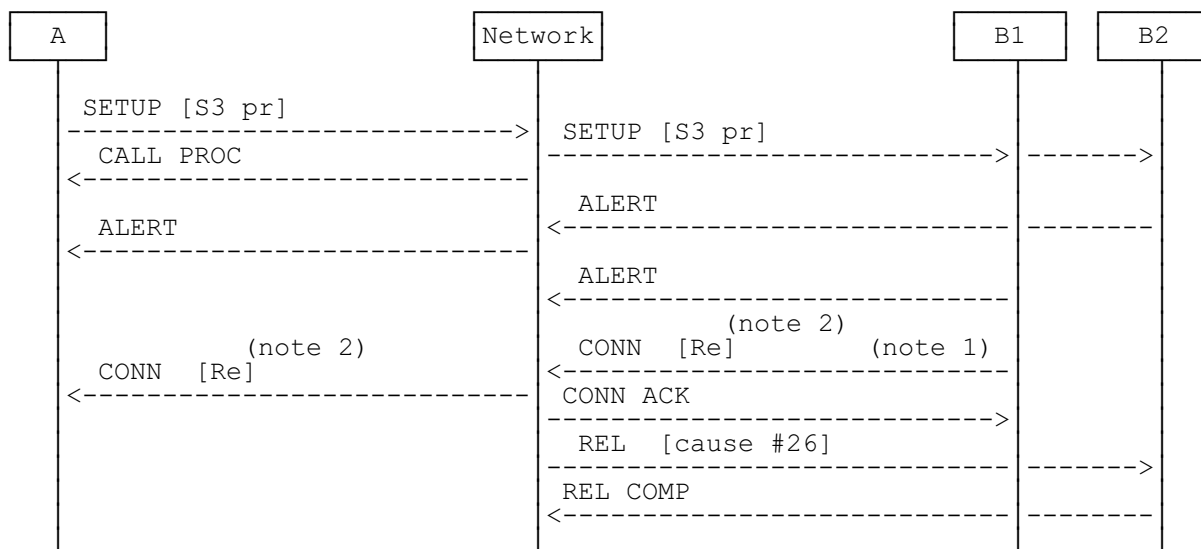 A Network B1 B2
SETUP [S3 pr]
SETUP [S3 pr]
CALL PROC
ALERT
ALERT
ALERT
(note 2)
(note 2) CONN [Re] (note 1)
CONN [Re]
CONN ACK
REL [cause #26]
REL COMP